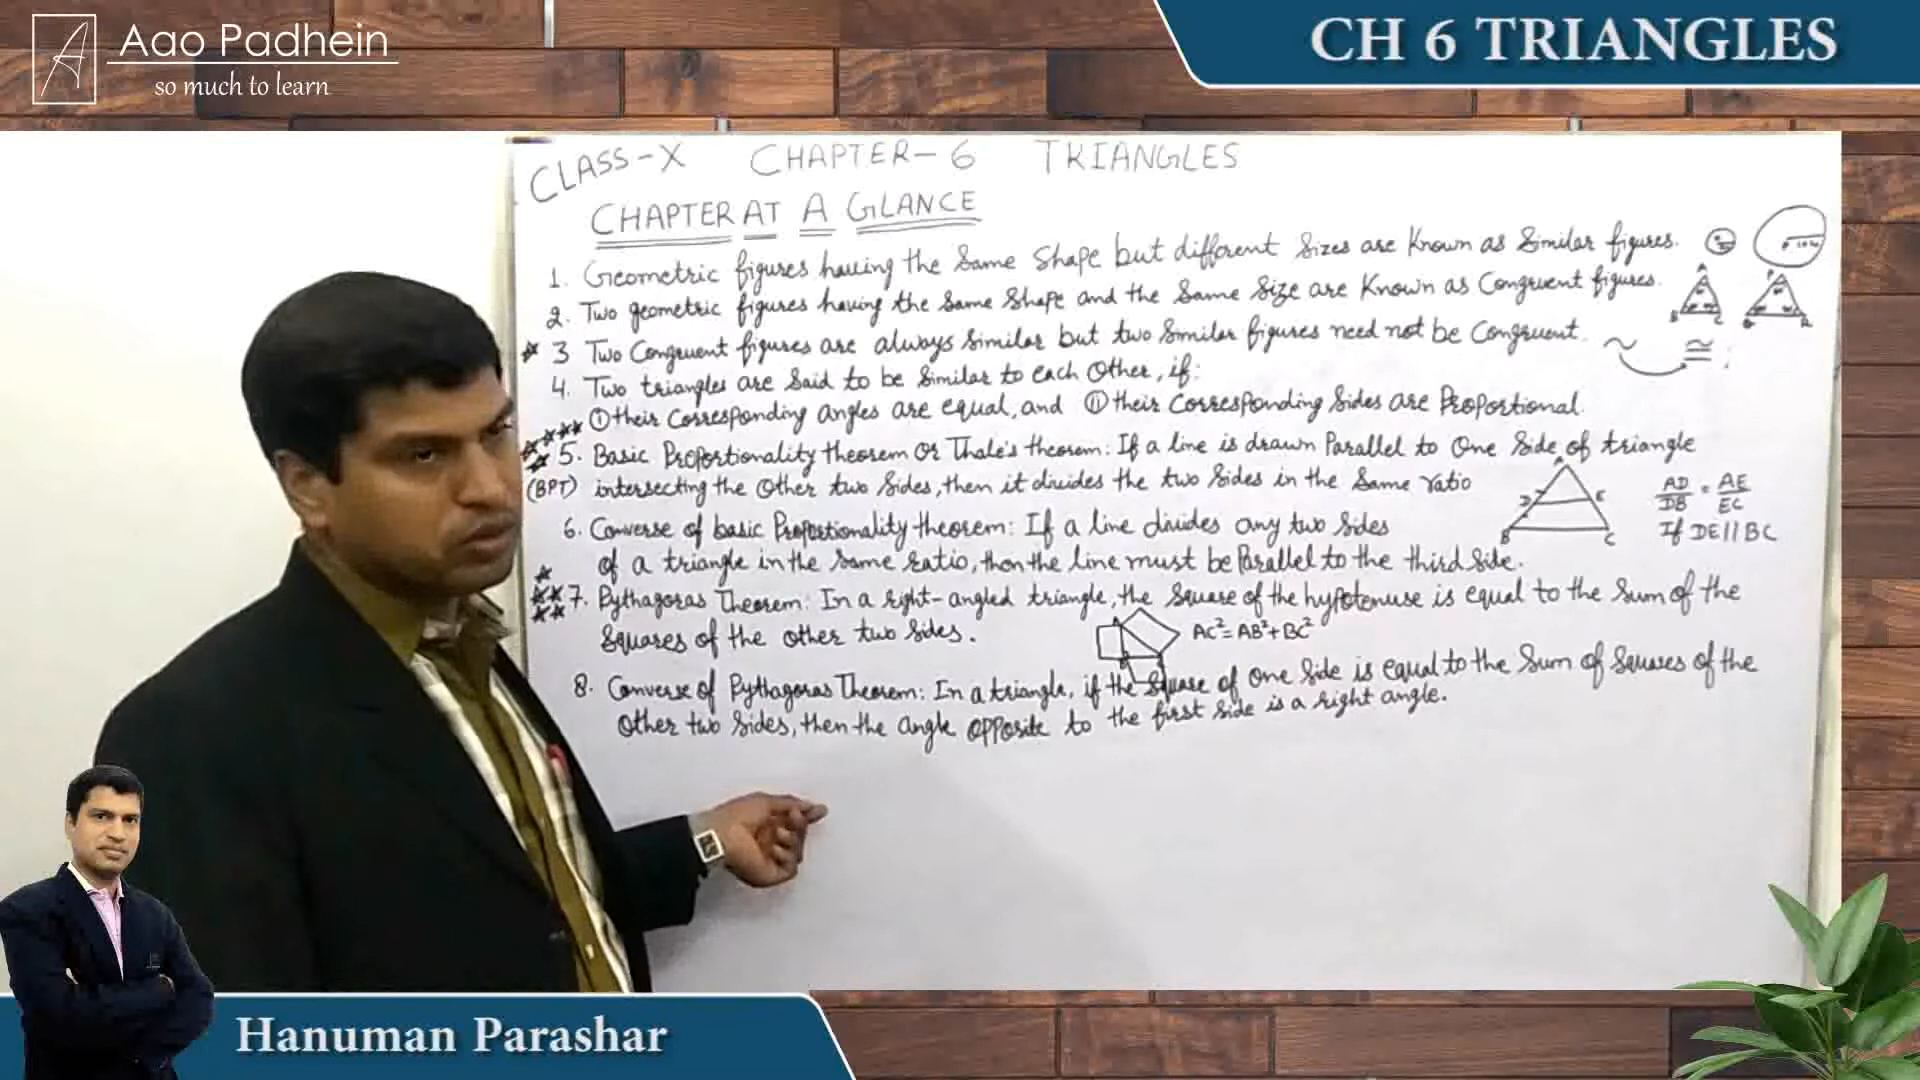 Aao Padhein
so much to learn
CH 6 TRIANGLES
CLASS-X CHAPTER-6 TRIANGLES
CHAPTER AT A GLANCE
1. Geometric figures having the Same Shape but different Sizes are Known as Similar figures.
2. Two geometric figures having the Same Shape and the Same Size are Known as Congruent figures.
3 Two Congruent figures are always Similar but two Similar figures need not be Congruent. ~ ≅
4. Two triangles are Said to be Similar to each Other, if:
① their Corresponding angles are equal, and ② their Corresponding Sides are Proportional.
5. Basic Proportionality theorem Or Thale's theorem: If a line is drawn Parallel to One Side of triangle
(BPT) intersecting the Other two Sides, then it divides the two Sides in the Same ratio
A
D E
B C
AD/DB = AE/EC
If DE||BC
6. Converse of basic Proportionality theorem: If a line divides any two Sides
of a triangle in the Same ratio, then the line must be Parallel to the third Side.
7. Pythagoras Theorem: In a right-angled triangle, the Square of the hypotenuse is equal to the Sum of the
Squares of the other two Sides.
AC²=AB²+BC²
8. Converse of Pythagoras Theorem: In a triangle, if the Square of One Side is equal to the Sum of Squares of the
Other two Sides, then the angle opposite to the first Side is a right angle.
Hanuman Parashar